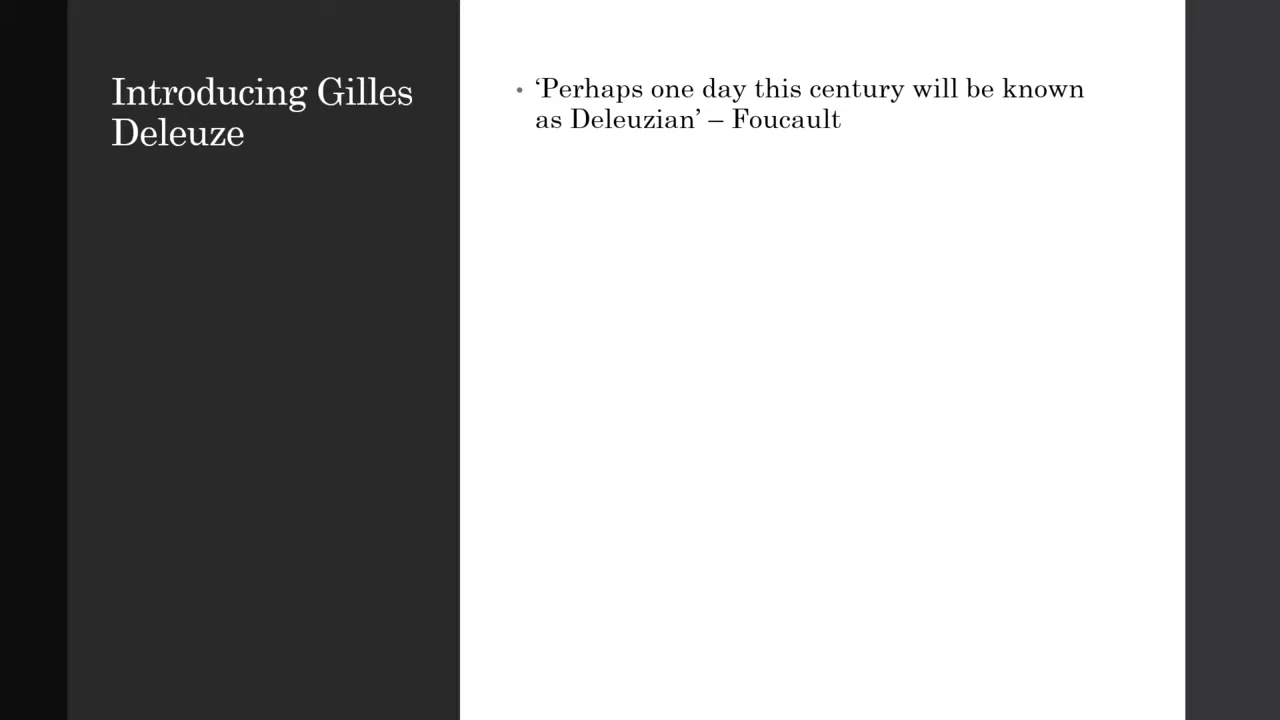 Introducing Gilles
Deleuze
• ‘Perhaps one day this century will be known
as Deleuzian’ – Foucault